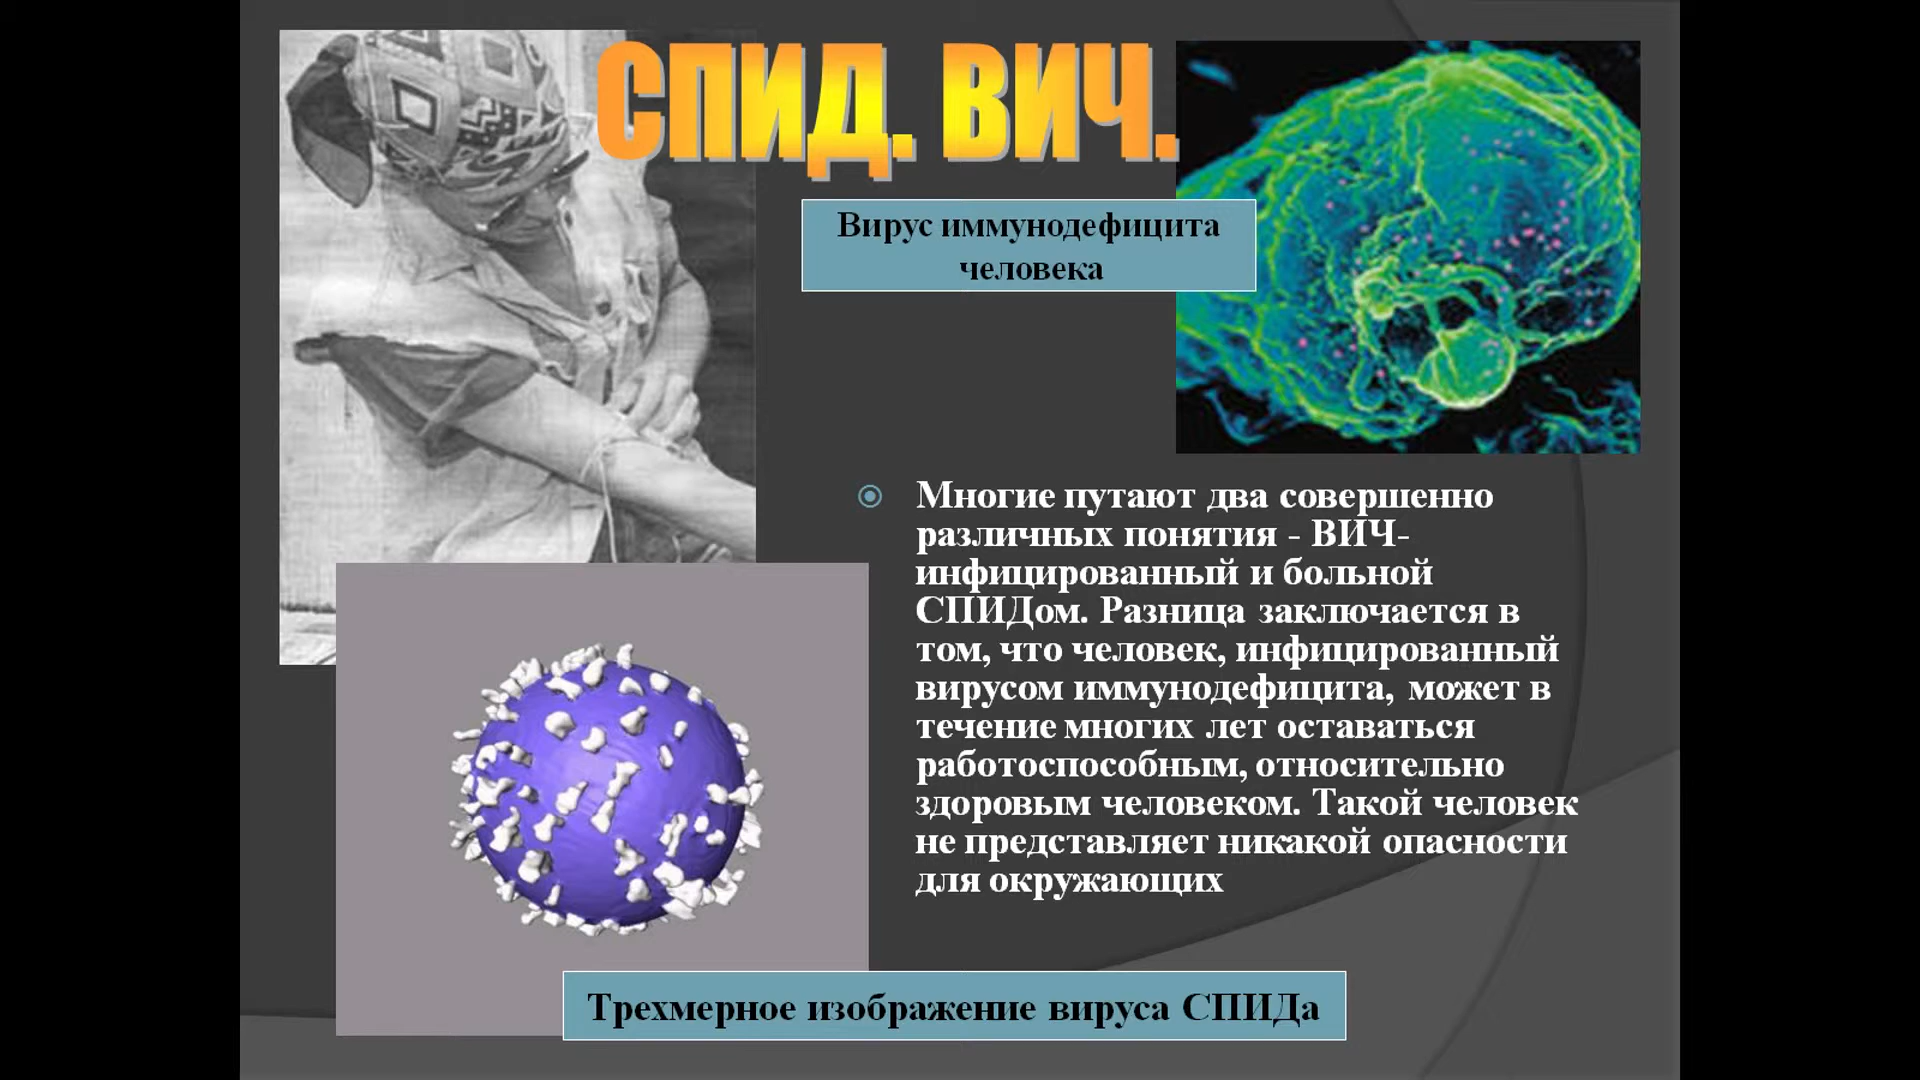 СПИД. ВИЧ.
Вирус иммунодефицита
человека
Многие путают два совершенно
различных понятия - ВИЧ-
инфицированный и больной
СПИДом. Разница заключается в
том, что человек, инфицированный
вирусом иммунодефицита, может в
течение многих лет оставаться
работоспособным, относительно
здоровым человеком. Такой человек
не представляет никакой опасности
для окружающих
Трехмерное изображение вируса СПИДа